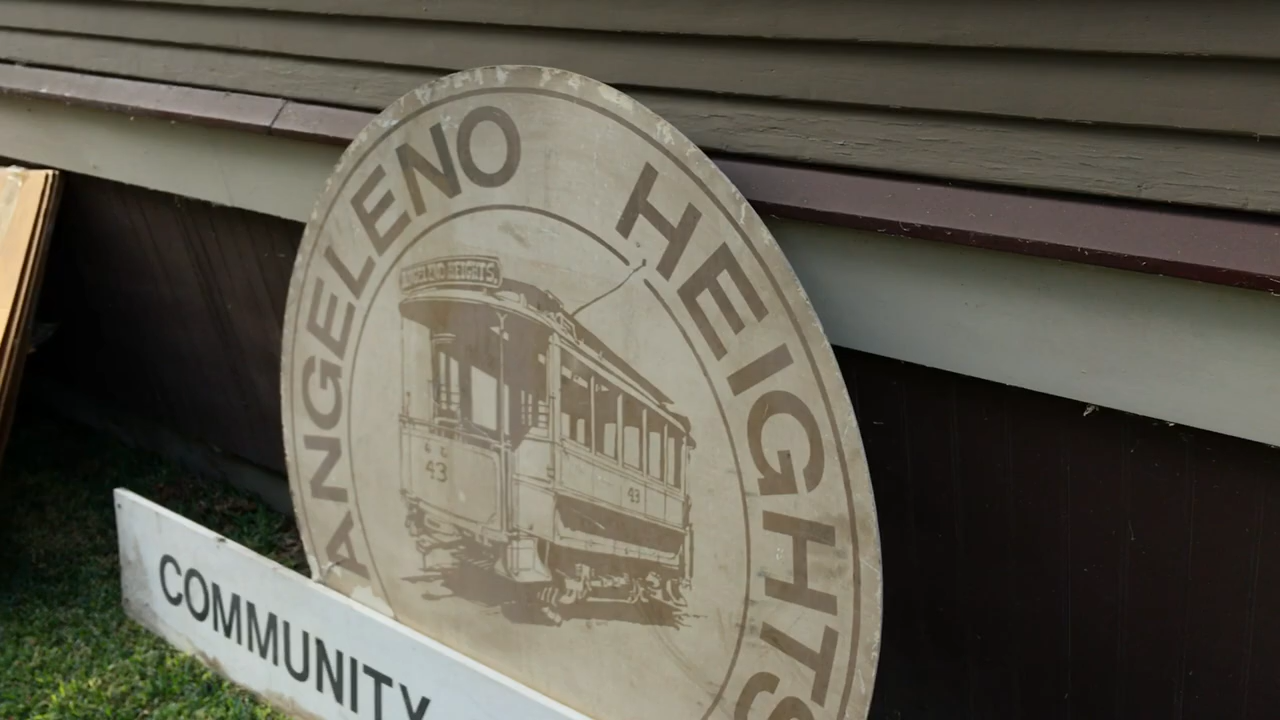 ANGELENO HEIGHTS
ANGELENO HEIGHTS.
43
43
COMMUNITY